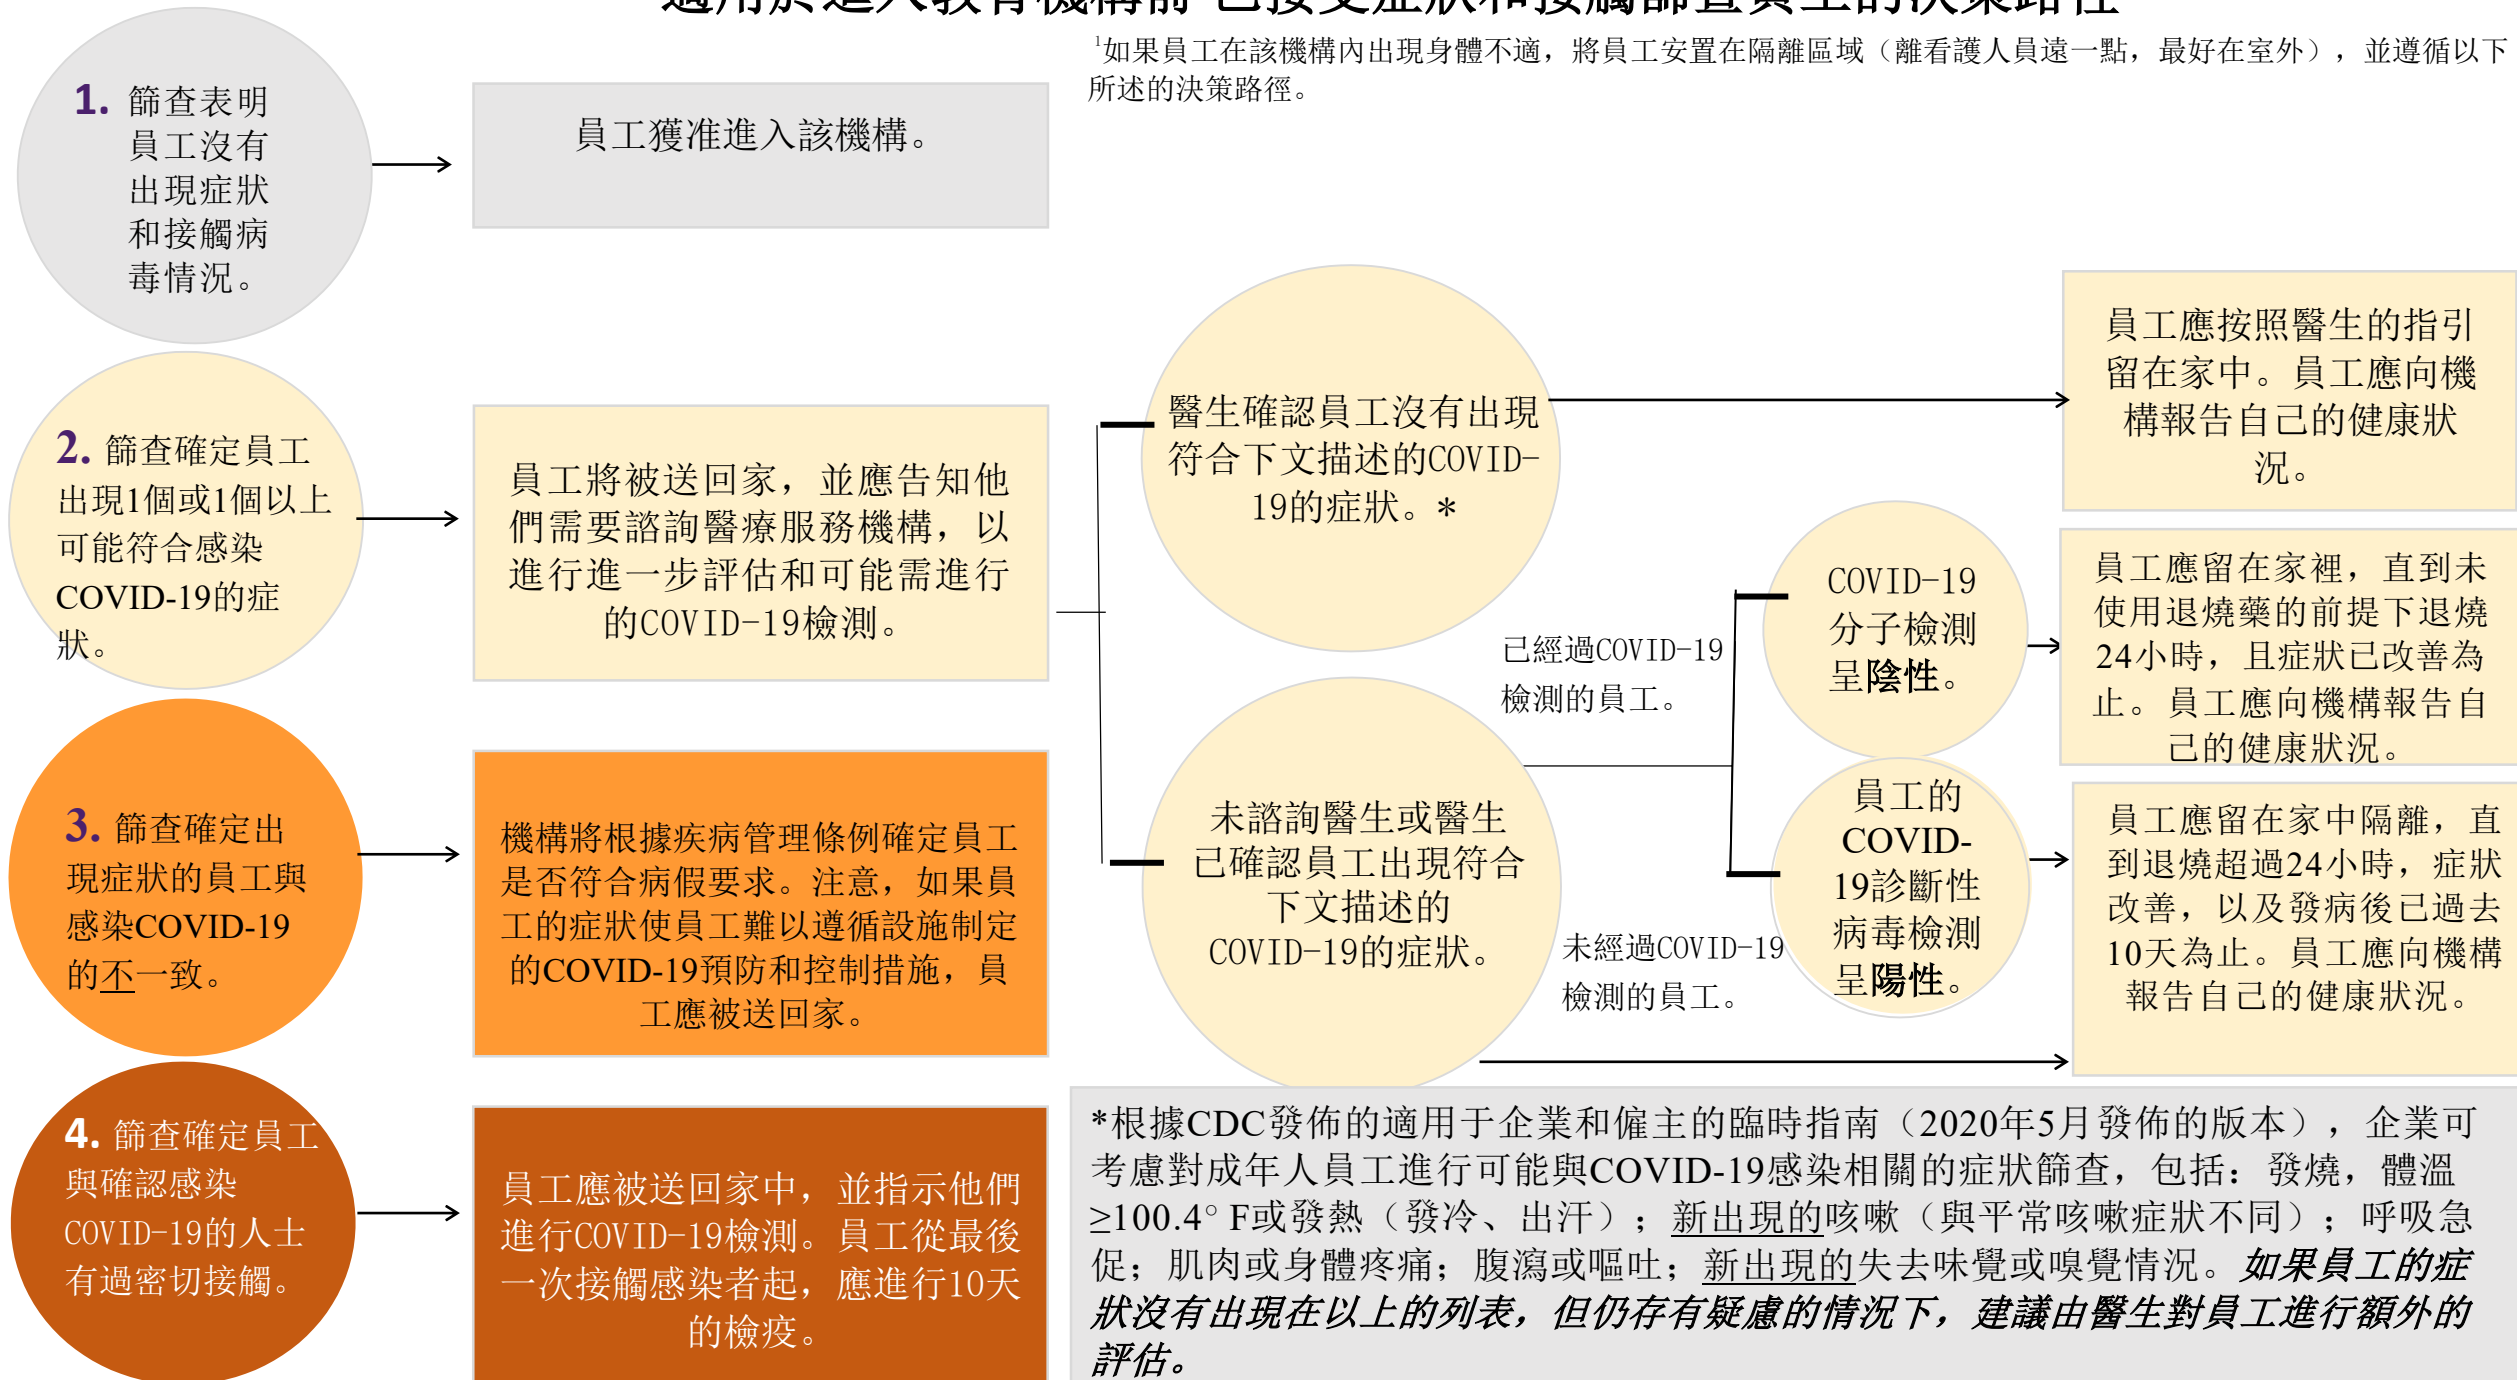 適用於進入教育機構前 已接受症狀和接觸篩查員工的決策路徑
1如果員工在該機構內出現身體不適，將員工安置在隔離區域（離看護人員遠一點，最好在室外），並遵循以下
所述的決策路徑。
1. 篩查表明
員工沒有
出現症狀
和接觸病
毒情況。
員工獲准進入該機構。
2. 篩查確定員工
出現1個或1個以上
可能符合感染
COVID-19的症
狀。
員工將被送回家，並應告知他
們需要諮詢醫療服務機構，以
進行進一步評估和可能需進行
的COVID-19檢測。
醫生確認員工沒有出現
符合下文描述的COVID-
19的症狀。*
員工應按照醫生的指引
留在家中。員工應向機
構報告自己的健康狀
況。
未諮詢醫生或醫生
已確認員工出現符合
下文描述的
COVID-19的症狀。
已經過COVID-19
檢測的員工。
COVID-19
分子檢測
呈陰性。
員工應留在家裡，直到未
使用退燒藥的前提下退燒
24小時，且症狀已改善為
止。員工應向機構報告自
己的健康狀況。
員工的
COVID-
19診斷性
病毒檢測
呈陽性。
未經過COVID-19
檢測的員工。
員工應留在家中隔離，直
到退燒超過24小時，症狀
改善，以及發病後已過去
10天為止。員工應向機構
報告自己的健康狀況。
3. 篩查確定出
現症狀的員工與
感染COVID-19
的不一致。
機構將根據疾病管理條例確定員工
是否符合病假要求。注意，如果員
工的症狀使員工難以遵循設施制定
的COVID-19預防和控制措施，員
工應被送回家。
4. 篩查確定員工
與確認感染
COVID-19的人士
有過密切接觸。
員工應被送回家中，並指示他們
進行COVID-19檢測。員工從最後
一次接觸感染者起，應進行10天
的檢疫。
*根據CDC發佈的適用于企業和僱主的臨時指南（2020年5月發佈的版本），企業可
考慮對成年人員工進行可能與COVID-19感染相關的症狀篩查，包括：發燒，體溫
≥100.4° F或發熱（發冷、出汗）；新出現的咳嗽（與平常咳嗽症狀不同）；呼吸急
促；肌肉或身體疼痛；腹瀉或嘔吐；新出現的失去味覺或嗅覺情況。如果員工的症
狀沒有出現在以上的列表，但仍存有疑慮的情況下，建議由醫生對員工進行額外的
評估。